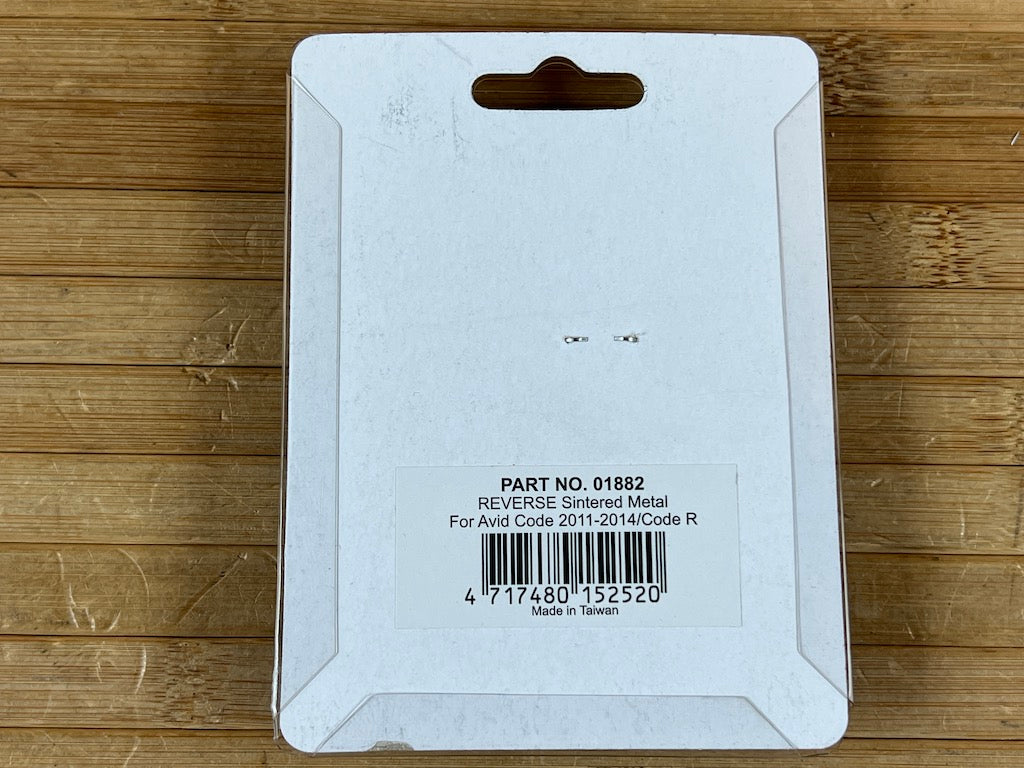 PART NO. 01882
REVERSE Sintered Metal
For Avid Code 2011-2014/Code R
4 717480 152520
Made in Taiwan